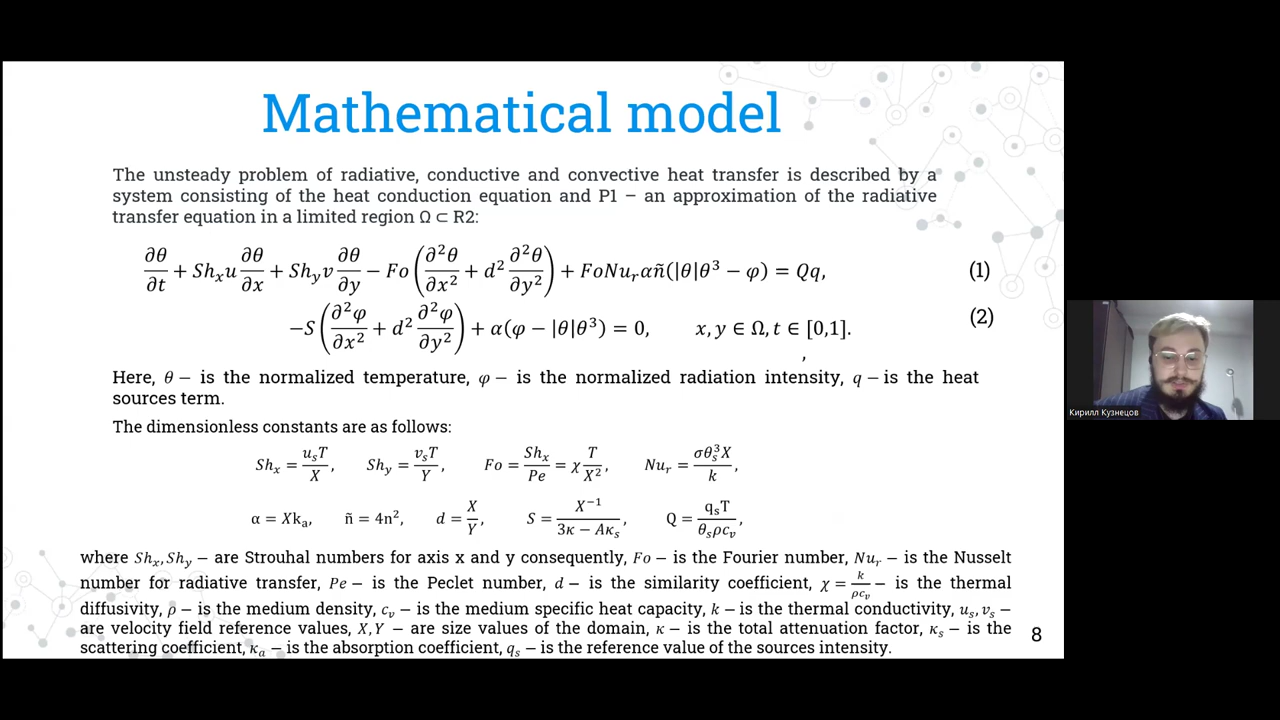 Mathematical model
The unsteady problem of radiative, conductive and convective heat transfer is described by a
system consisting of the heat conduction equation and P1 – an approximation of the radiative
transfer equation in a limited region Ω ⊂ R2:
∂θ/∂t + Sh_x u ∂θ/∂x + Sh_y v ∂θ/∂y − Fo(∂²θ/∂x² + d² ∂²θ/∂y²) + FoNu_r αñ(|θ|θ³ − φ) = Qq, (1)
−S(∂²φ/∂x² + d² ∂²φ/∂y²) + α(φ − |θ|θ³) = 0, x, y ∈ Ω, t ∈ [0,1]. (2)
,
Here, θ − is the normalized temperature, φ − is the normalized radiation intensity, q − is the heat
sources term.
The dimensionless constants are as follows:
Sh_x = u_s T/X, Sh_y = v_s T/Y, Fo = Sh_x/Pe = χ T/X², Nu_r = σθ_s³X/k,
α = Xk_a, ñ = 4n², d = X/Y, S = X⁻¹/(3κ − Aκ_s), Q = q_s T/(θ_s ρc_v),
where Sh_x, Sh_y − are Strouhal numbers for axis x and y consequently, Fo − is the Fourier number, Nu_r − is the Nusselt
number for radiative transfer, Pe − is the Peclet number, d − is the similarity coefficient, χ = k/(ρc_v) − is the thermal
diffusivity, ρ − is the medium density, c_v − is the medium specific heat capacity, k − is the thermal conductivity, u_s, v_s −
are velocity field reference values, X, Y − are size values of the domain, κ − is the total attenuation factor, κ_s − is the
scattering coefficient, κ_a − is the absorption coefficient, q_s − is the reference value of the sources intensity.
8
Кирилл Кузнецов